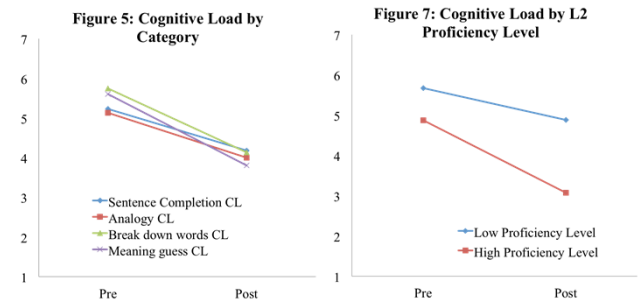 Figure 5: Cognitive Load by
Category
7
6
5
4
3
2
1
Sentence Completion CL
Analogy CL
Break down words CL
Meaning guess CL
Pre
Post
Figure 7: Cognitive Load by L2
Proficiency Level
7
6
5
4
3
2
1
Low Proficiency Level
High Proficiency Level
Pre
Post